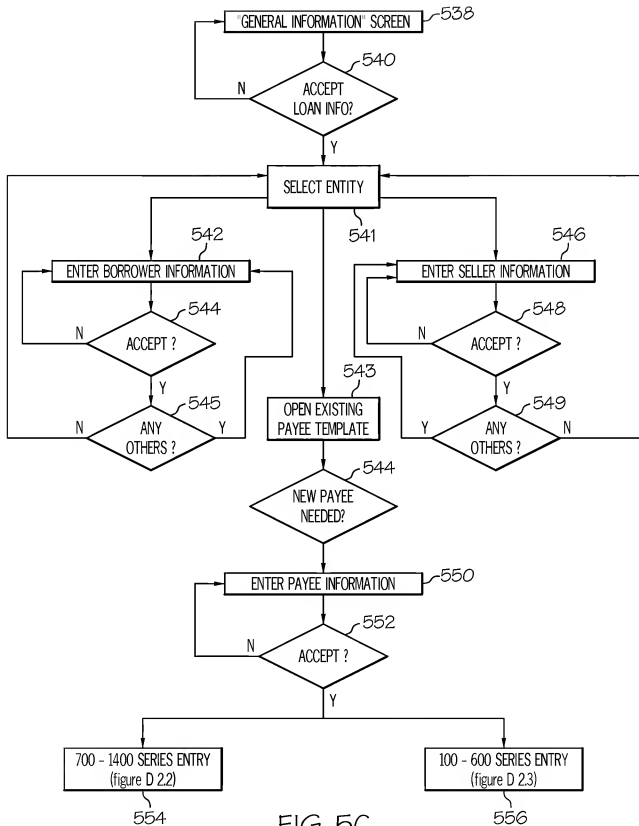 "GENERAL INFORMATION" SCREEN
538
540
ACCEPT
LOAN INFO?
N
Y
SELECT ENTITY
541
542
ENTER BORROWER INFORMATION
544
ACCEPT ?
N
Y
545
ANY
OTHERS ?
N
Y
546
ENTER SELLER INFORMATION
548
ACCEPT ?
N
Y
549
ANY
OTHERS ?
Y
N
543
OPEN EXISTING
PAYEE TEMPLATE
544
NEW PAYEE
NEEDED?
ENTER PAYEE INFORMATION
550
552
ACCEPT ?
N
Y
700 - 1400 SERIES ENTRY
(figure D 2.2)
554
100 - 600 SERIES ENTRY
(figure D 2.3)
556
FIG. 5C